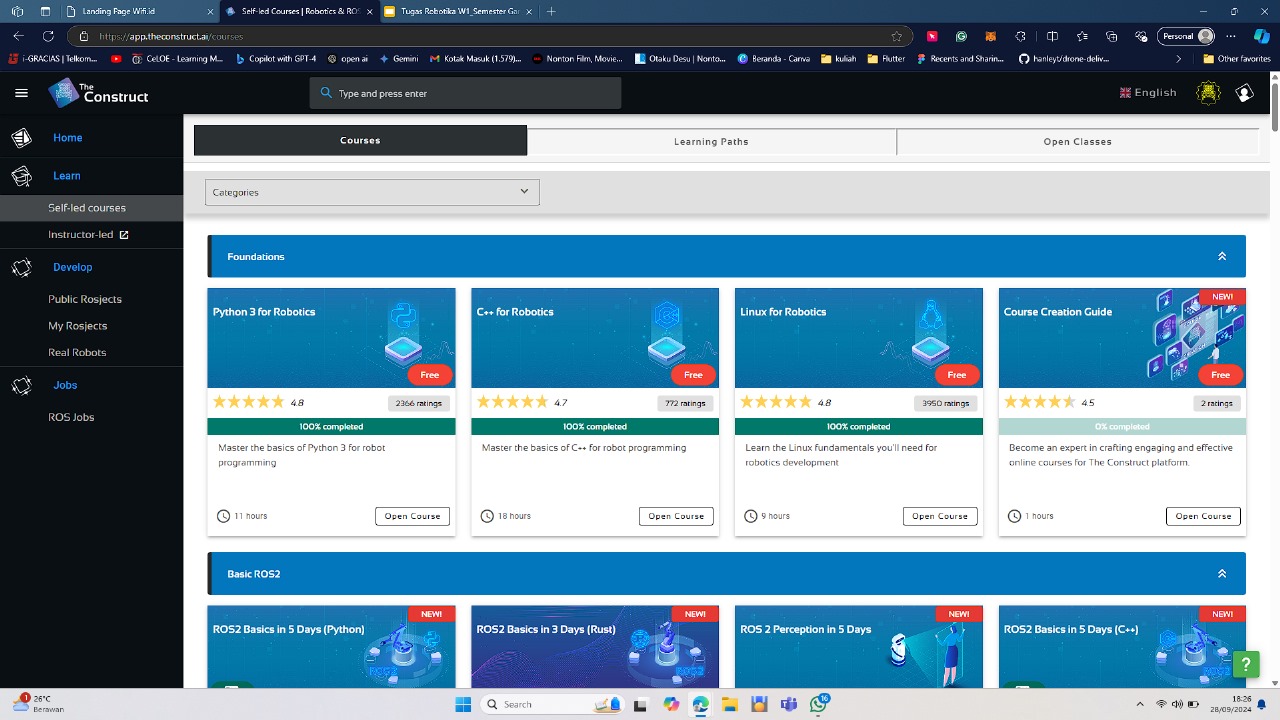 Landing Page Wifi.id
Self-led Courses | Robotics & ROS
Tugas Robotika W1_Semester Ga
https://app.theconstruct.ai/courses
Personal
i-GRACIAS | Telkom...
CeLOE - Learning M...
Copilot with GPT-4
open ai
Gemini
Kotak Masuk (1.579)...
Nonton Film, Movie...
Otaku Desu | Nonto...
Beranda - Canva
kuliah
Flutter
Recents and Sharin...
hanleyt/drone-deliv...
Other favorites
The Construct
Type and press enter
English
Home
Learn
Self-led courses
Instructor-led
Develop
Public Rosjects
My Rosjects
Real Robots
Jobs
ROS Jobs
Courses
Learning Paths
Open Classes
Categories
Foundations
Python 3 for Robotics
Free
4.8
2366 ratings
100% completed
Master the basics of Python 3 for robot
programming
11 hours
Open Course
C++ for Robotics
Free
4.7
772 ratings
100% completed
Master the basics of C++ for robot programming
18 hours
Open Course
Linux for Robotics
Free
4.8
3950 ratings
100% completed
Learn the Linux fundamentals you'll need for
robotics development
9 hours
Open Course
NEW!
Course Creation Guide
Free
4.5
2 ratings
0% completed
Become an expert in crafting engaging and effective
online courses for The Construct platform.
1 hours
Open Course
Basic ROS2
NEW!
ROS2 Basics in 5 Days (Python)
ROS2
NEW!
ROS2 Basics in 3 Days (Rust)
ROS2
NEW!
ROS 2 Perception in 5 Days
NEW!
ROS2 Basics in 5 Days (C++)
ROS2
?
1
26°C
Berawan
Search
16
18:26
28/09/2024